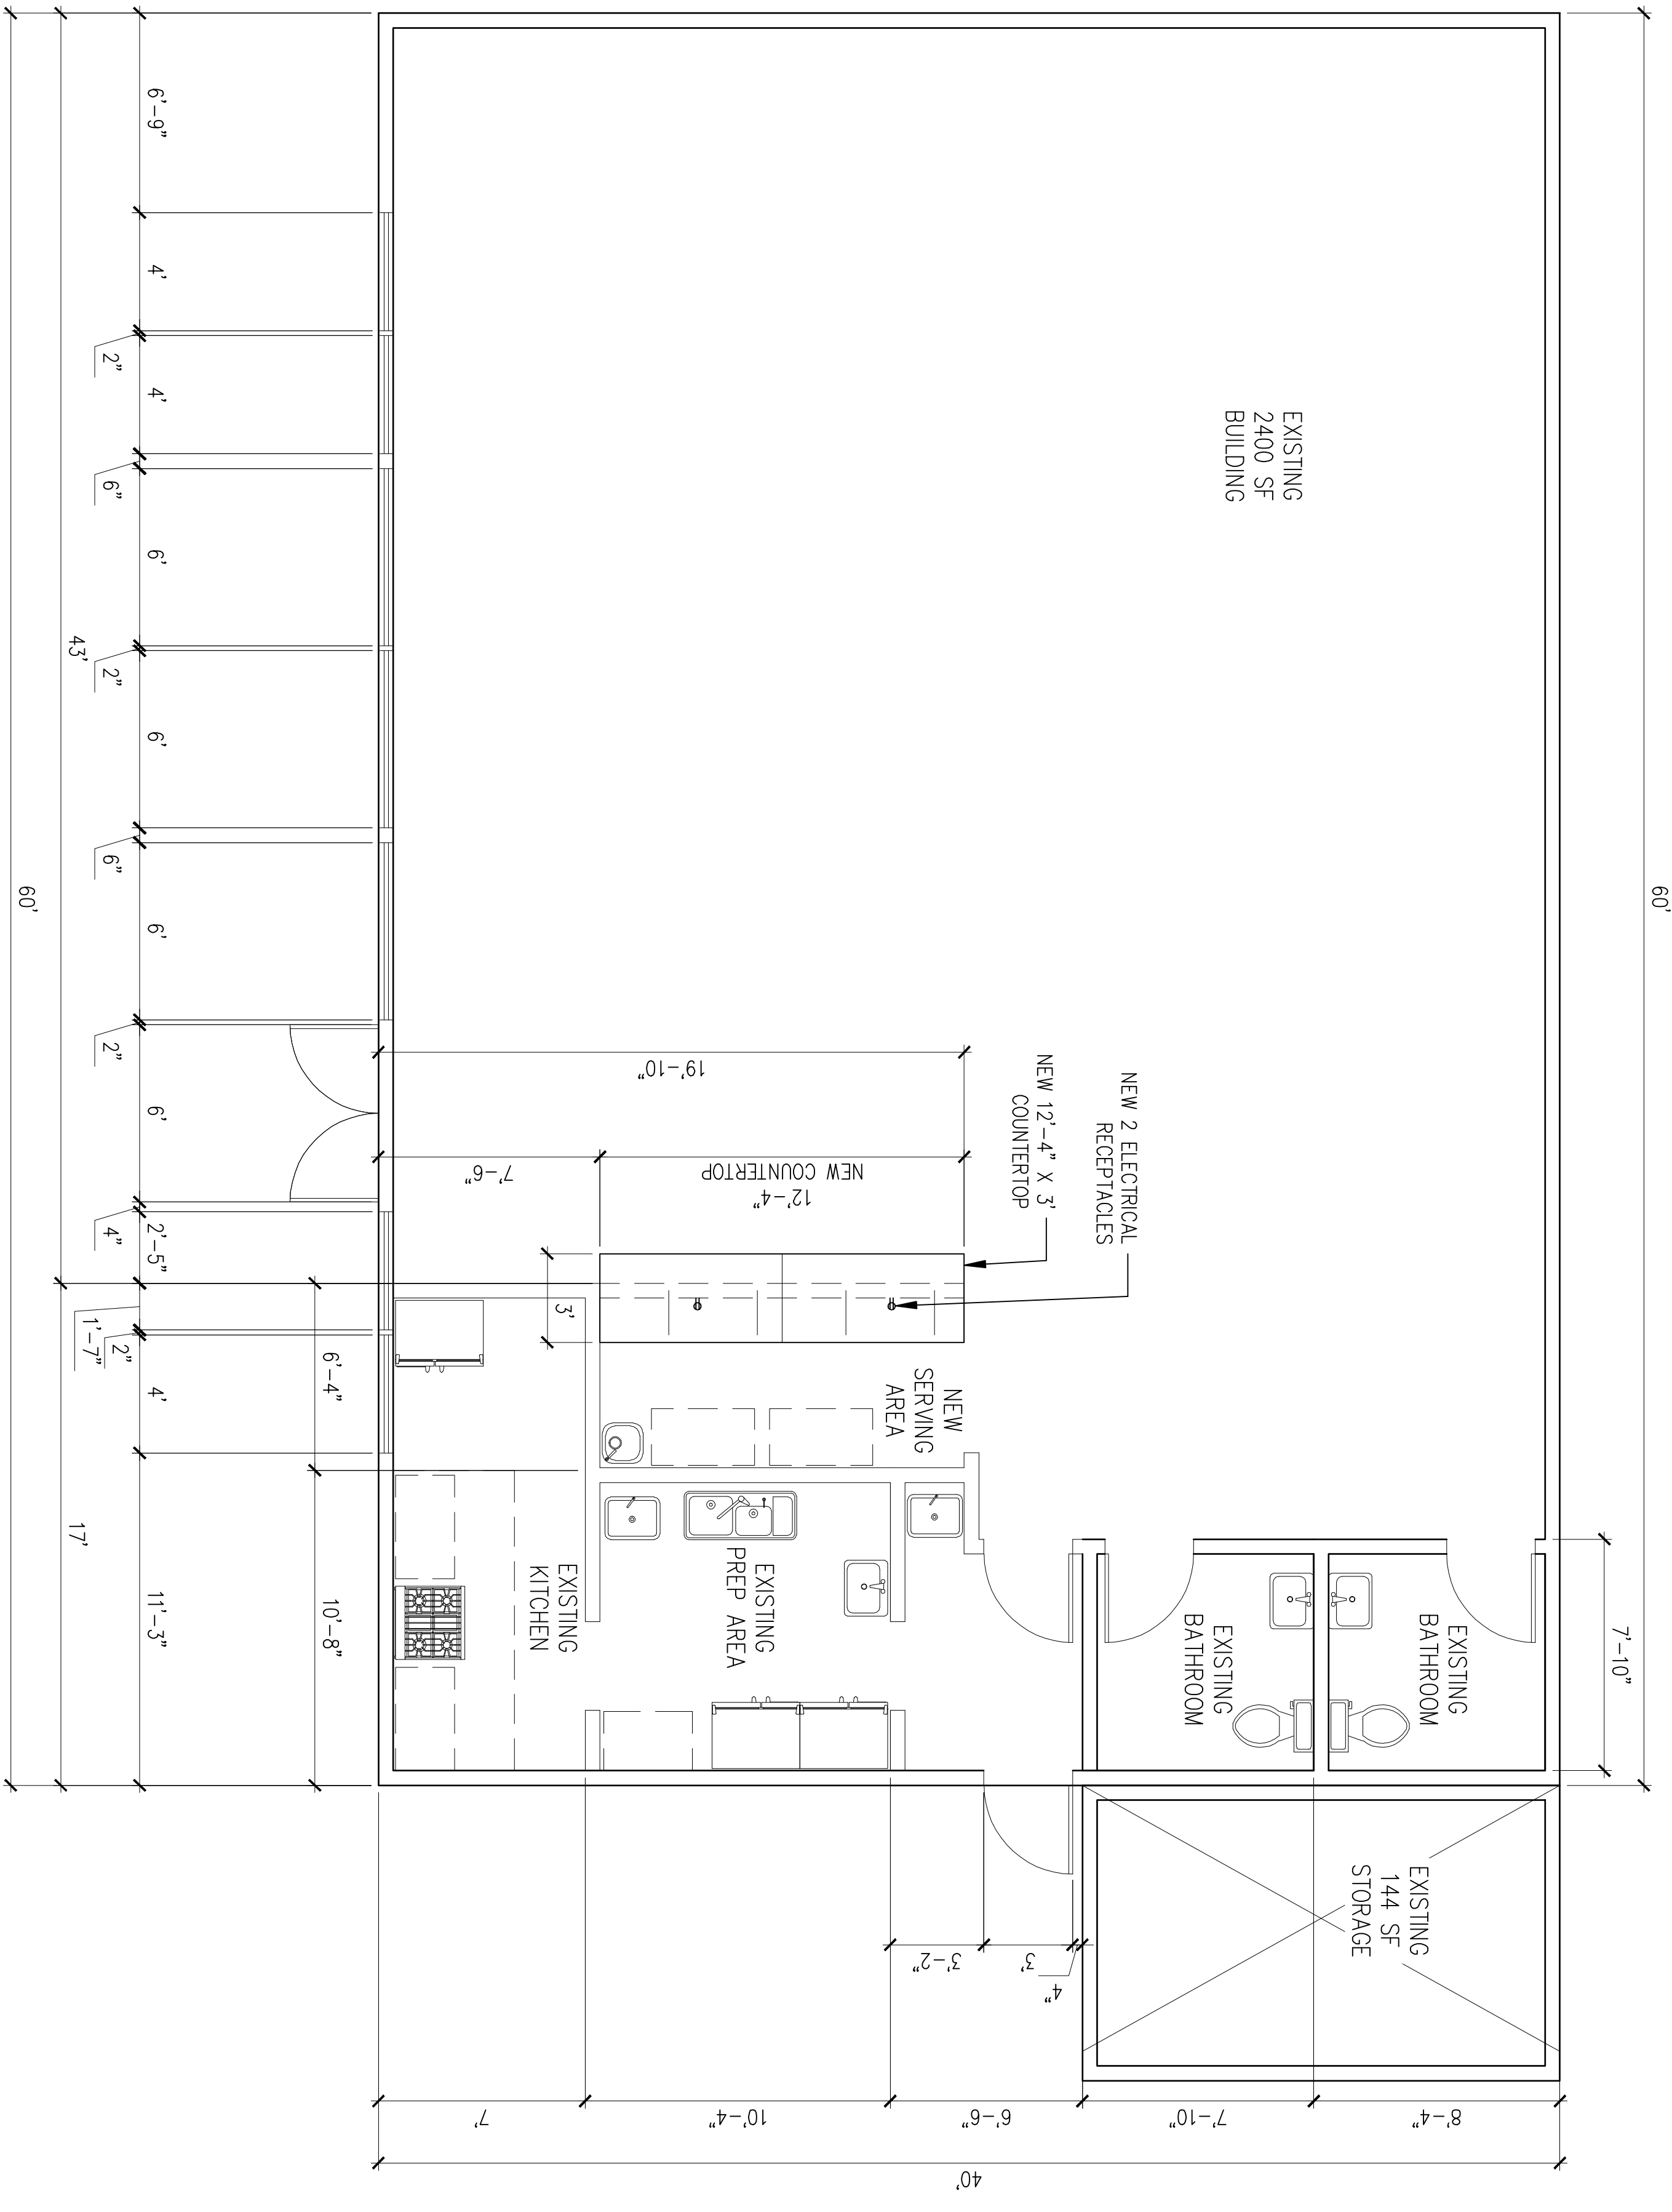 60'
7'-10"
EXISTING
144 SF
STORAGE
EXISTING
BATHROOM
EXISTING
2400 SF
BUILDING
EXISTING
BATHROOM
8'-4"
7'-10"
6'-6"
10'-4"
7'
40'
4"
3'
3'-2"
NEW 2 ELECTRICAL
RECEPTACLES
NEW 12'-4" X 3'
COUNTERTOP
NEW
SERVING
AREA
19'-10"
12'-4"
NEW COUNTERTOP
7'-6"
3'
EXISTING
PREP AREA
EXISTING
KITCHEN
6'-4"
10'-8"
6'-9"
4'
2"
4'
6"
6'
2"
6'
6"
6'
2"
6'
4"
2'-5"
1'-7"
2"
4'
11'-3"
43'
17'
60'